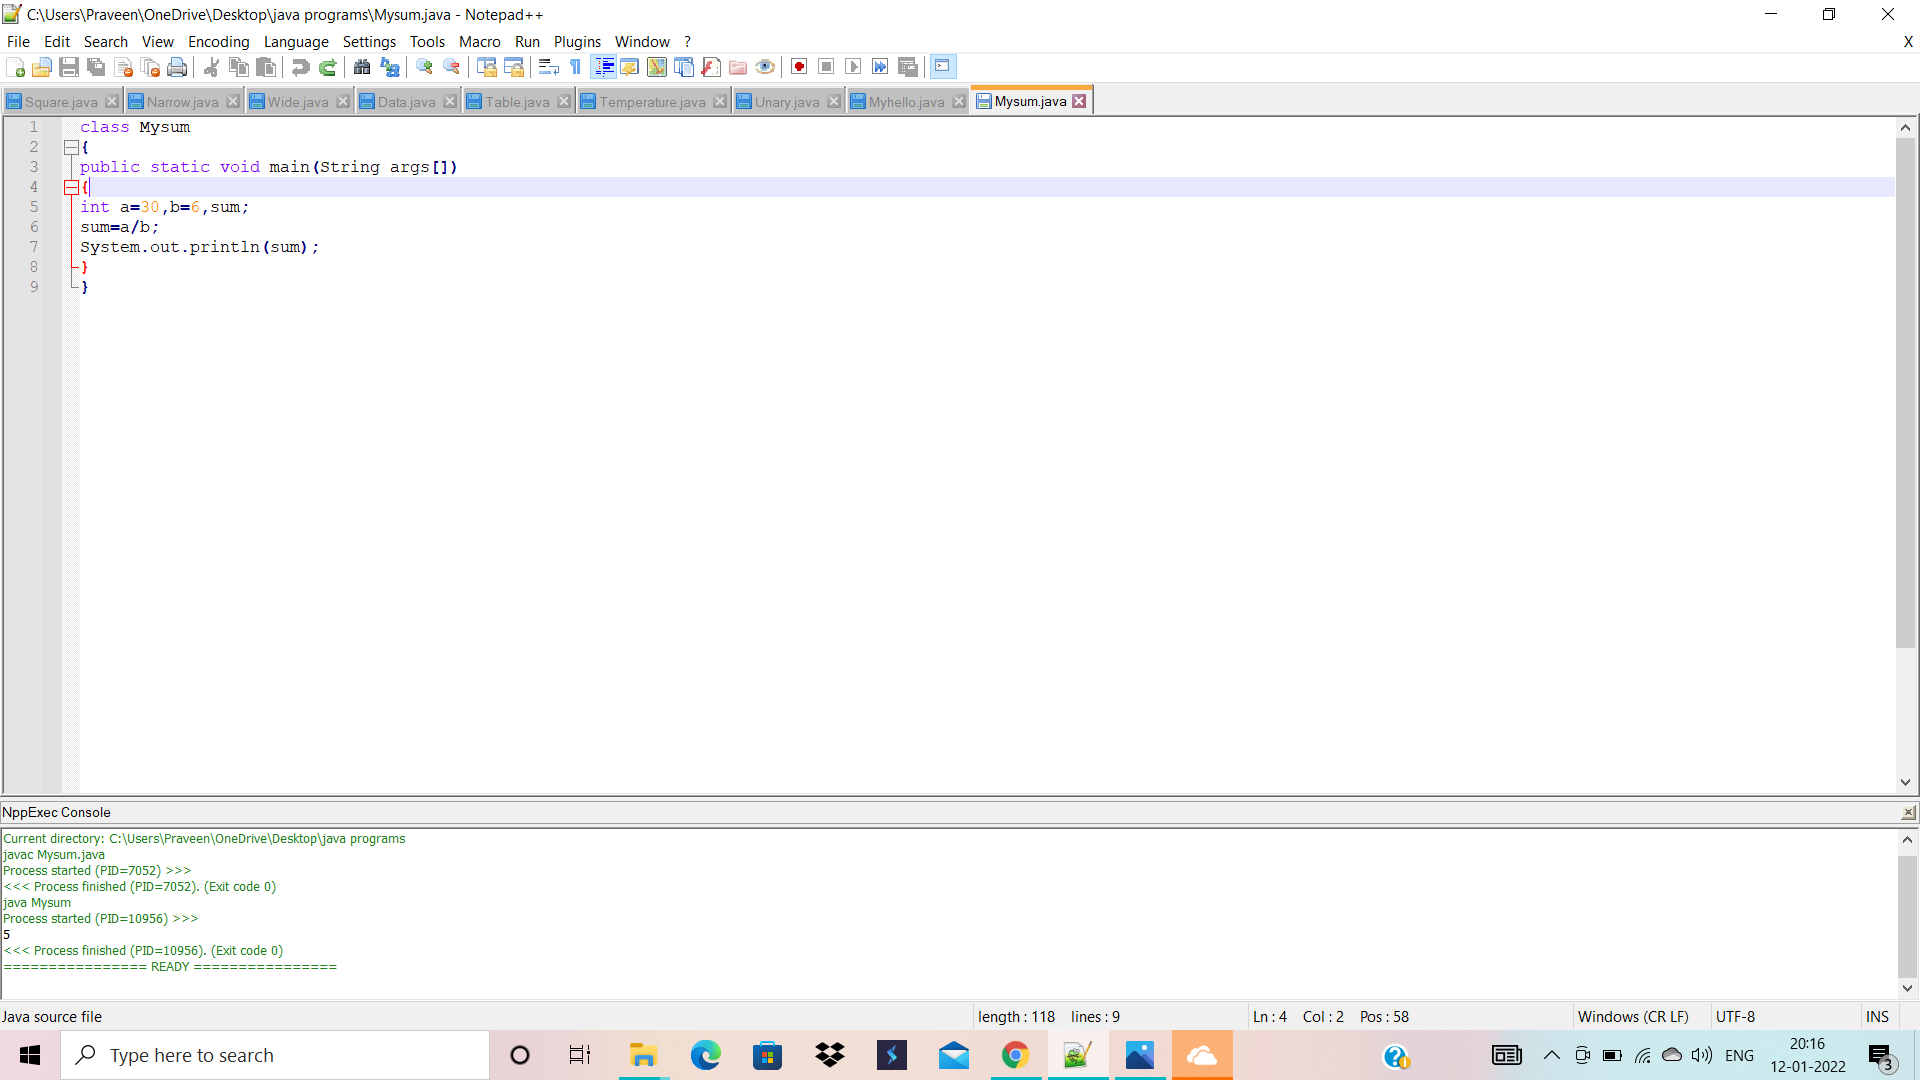 C:\Users\Praveen\OneDrive\Desktop\java programs\Mysum.java - Notepad++
File Edit Search View Encoding Language Settings Tools Macro Run Plugins Window ? X
Square.java Narrow.java Wide.java Data.java Table.java Temperature.java Unary.java Myhello.java Mysum.java
1 class Mysum
2 {
3 public static void main(String args[])
4 {
5 int a=30,b=6,sum;
6 sum=a/b;
7 System.out.println(sum);
8 }
9 }
NppExec Console
Current directory: C:\Users\Praveen\OneDrive\Desktop\java programs
javac Mysum.java
Process started (PID=7052) >>>
<<< Process finished (PID=7052). (Exit code 0)
java Mysum
Process started (PID=10956) >>>
5
<<< Process finished (PID=10956). (Exit code 0)
================ READY ================
Java source file length : 118 lines : 9 Ln : 4 Col : 2 Pos : 58 Windows (CR LF) UTF-8 INS
Type here to search ENG 20:16
12-01-2022 3